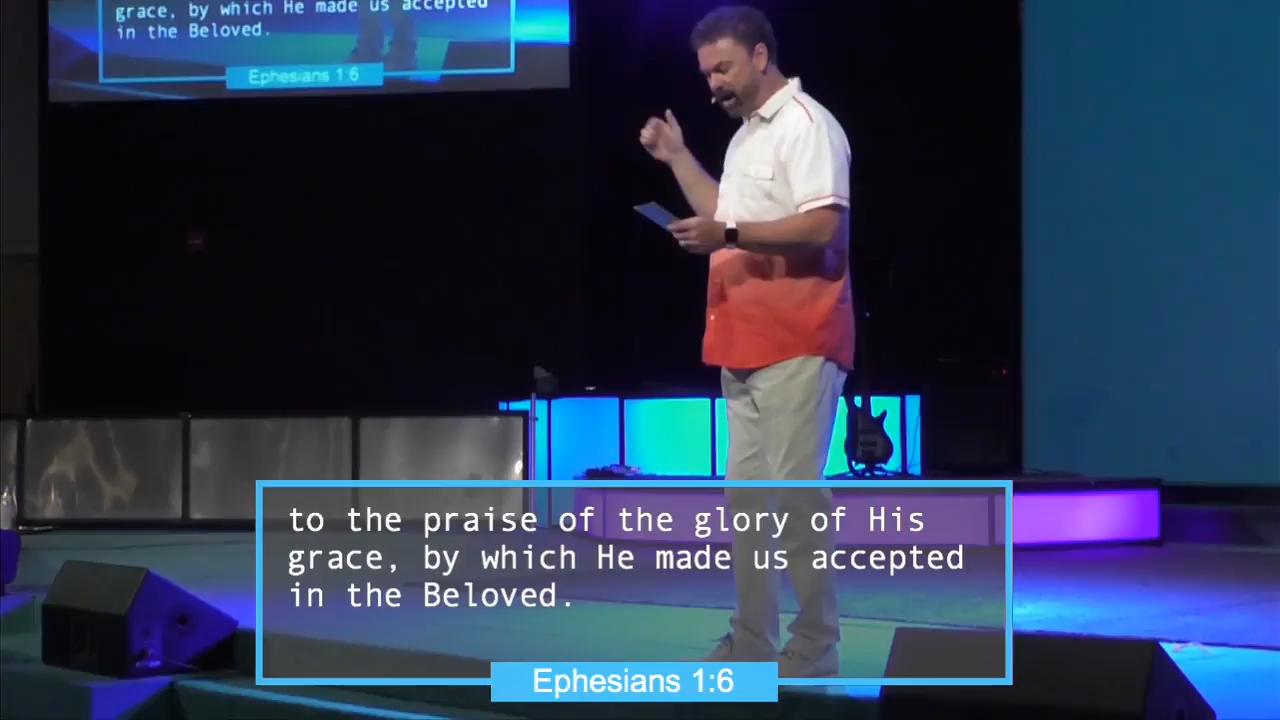 grace, by which He made us accepted
in the Beloved.
Ephesians 1:6
to the praise of the glory of His
grace, by which He made us accepted
in the Beloved.
Ephesians 1:6